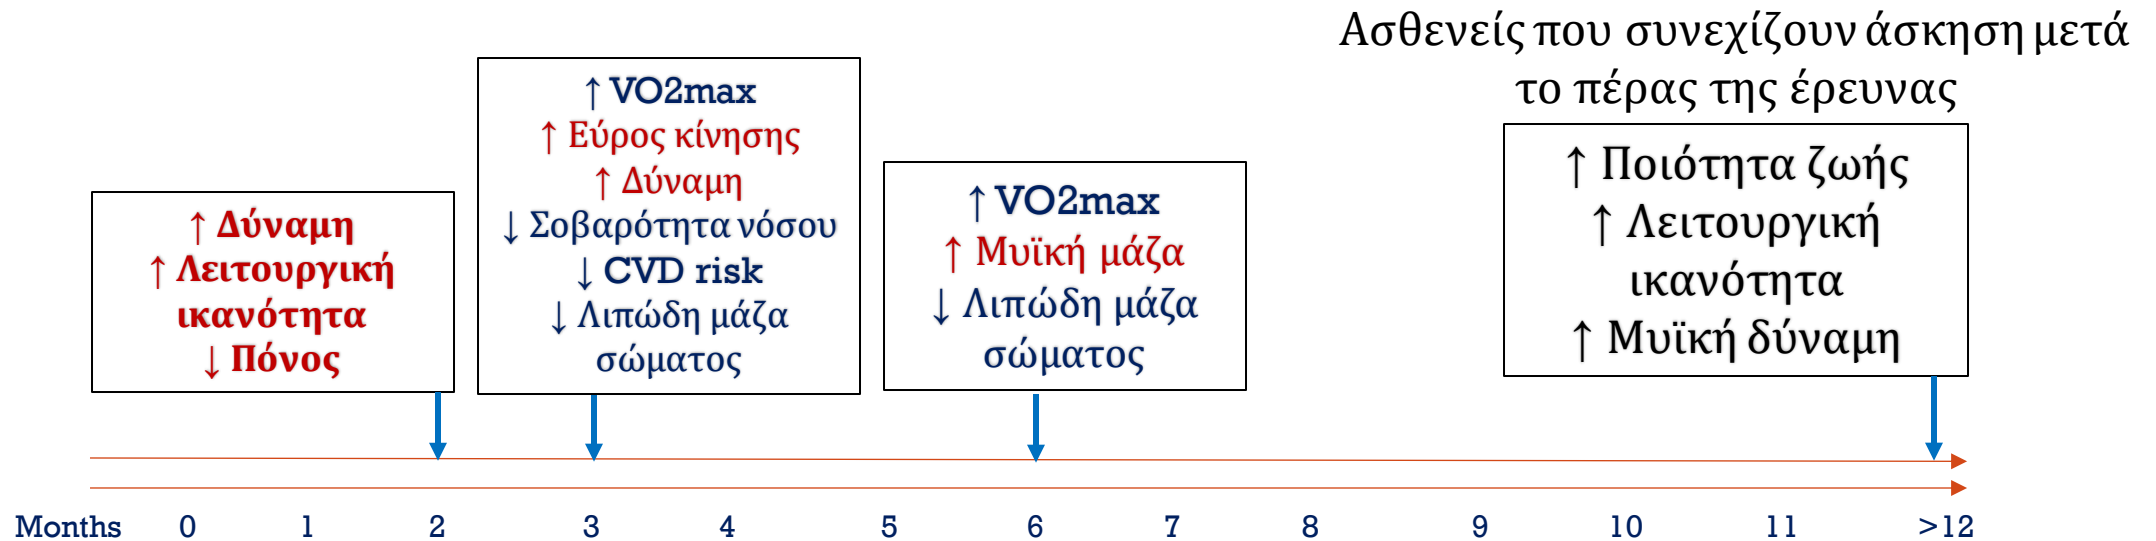 Ασθενείς που συνεχίζουν άσκηση μετά
το πέρας της έρευνας
↑ Δύναμη
↑ Λειτουργική
ικανότητα
↓ Πόνος
↑ VO2max
↑ Εύρος κίνησης
↑ Δύναμη
↓ Σοβαρότητα νόσου
↓ CVD risk
↓ Λιπώδη μάζα
σώματος
↑ VO2max
↑ Μυϊκή μάζα
↓ Λιπώδη μάζα
σώματος
↑ Ποιότητα ζωής
↑ Λειτουργική
ικανότητα
↑ Μυϊκή δύναμη
Months 0 1 2 3 4 5 6 7 8 9 10 11 >12